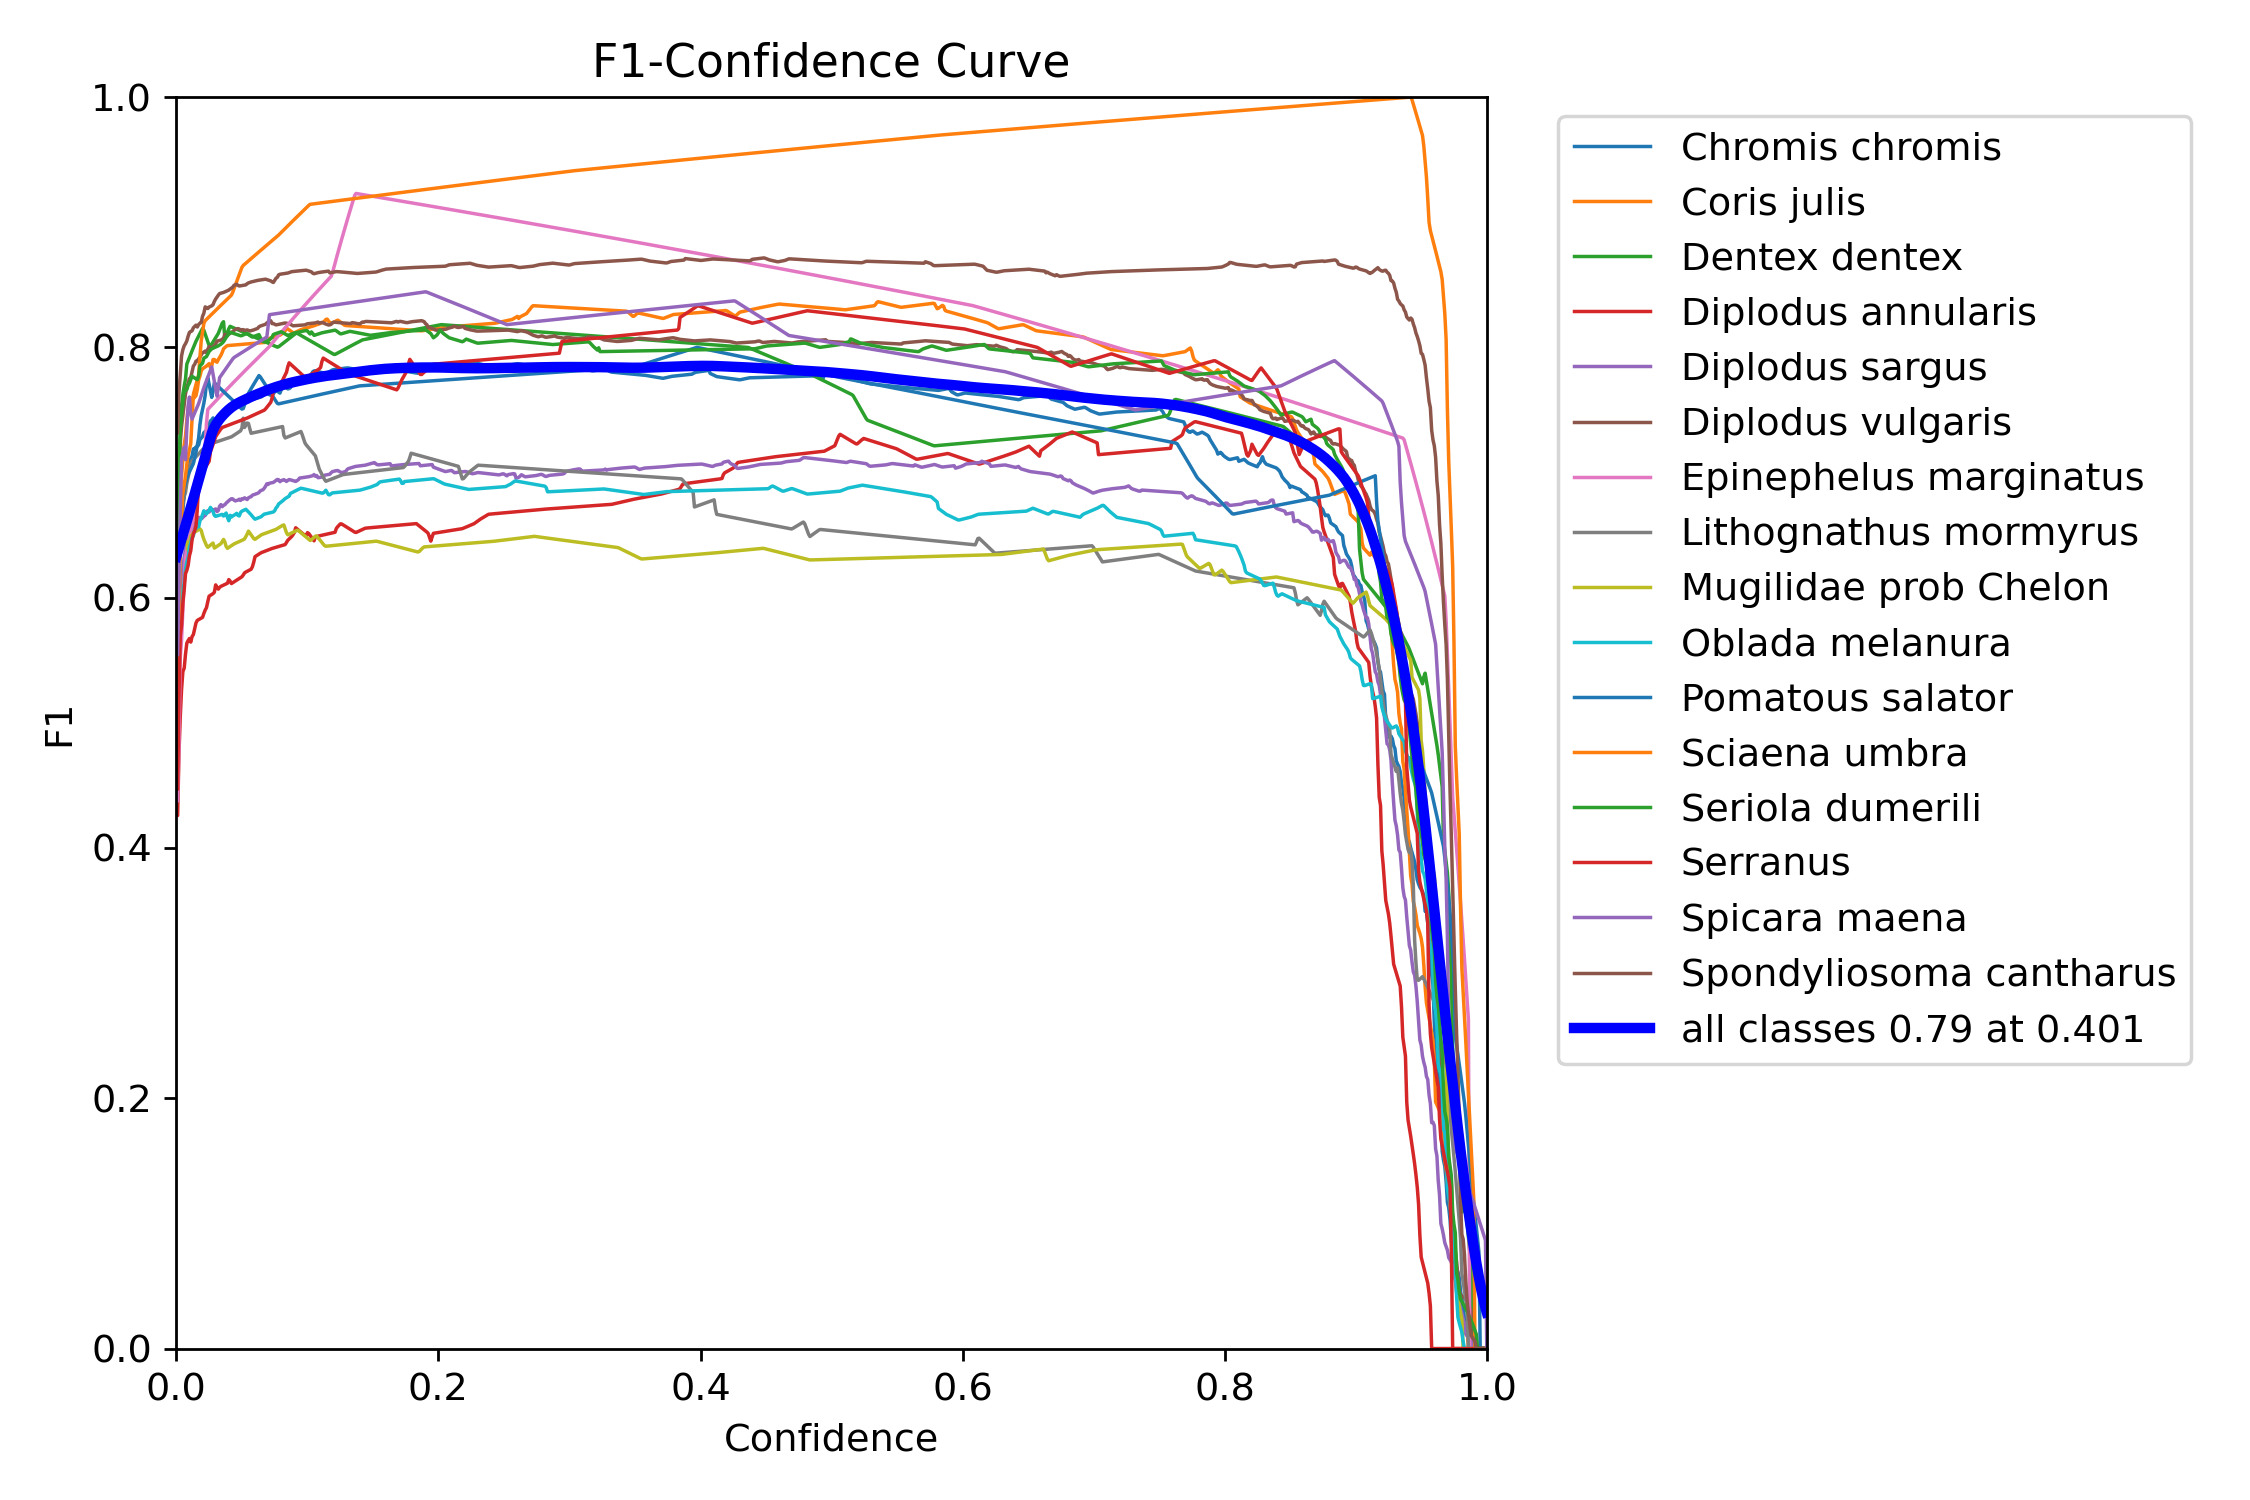 F1-Confidence Curve
1.0
0.8
0.6
0.4
0.2
0.0
F1
0.0 0.2 0.4 0.6 0.8 1.0
Confidence
Chromis chromis
Coris julis
Dentex dentex
Diplodus annularis
Diplodus sargus
Diplodus vulgaris
Epinephelus marginatus
Lithognathus mormyrus
Mugilidae prob Chelon
Oblada melanura
Pomatous salator
Sciaena umbra
Seriola dumerili
Serranus
Spicara maena
Spondyliosoma cantharus
all classes 0.79 at 0.401